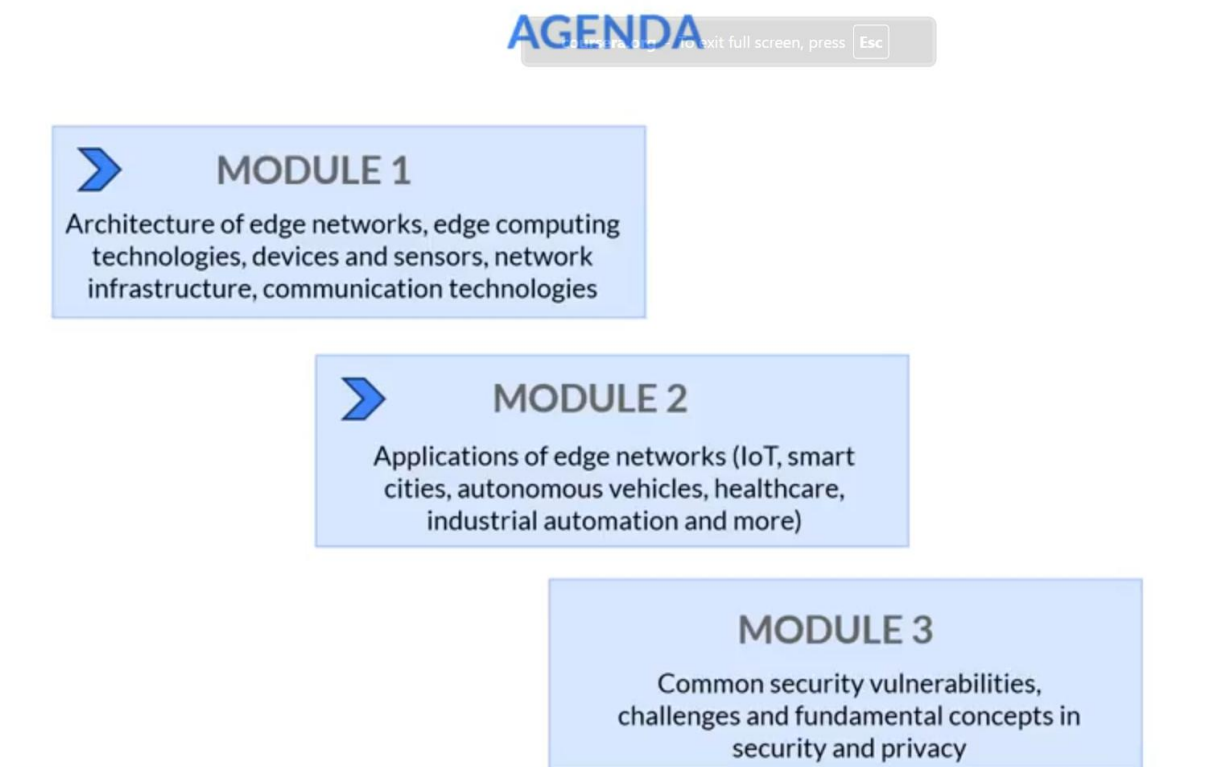 AGENDA
coursera.org To exit full screen, press Esc
MODULE 1
Architecture of edge networks, edge computing
technologies, devices and sensors, network
infrastructure, communication technologies
MODULE 2
Applications of edge networks (IoT, smart
cities, autonomous vehicles, healthcare,
industrial automation and more)
MODULE 3
Common security vulnerabilities,
challenges and fundamental concepts in
security and privacy